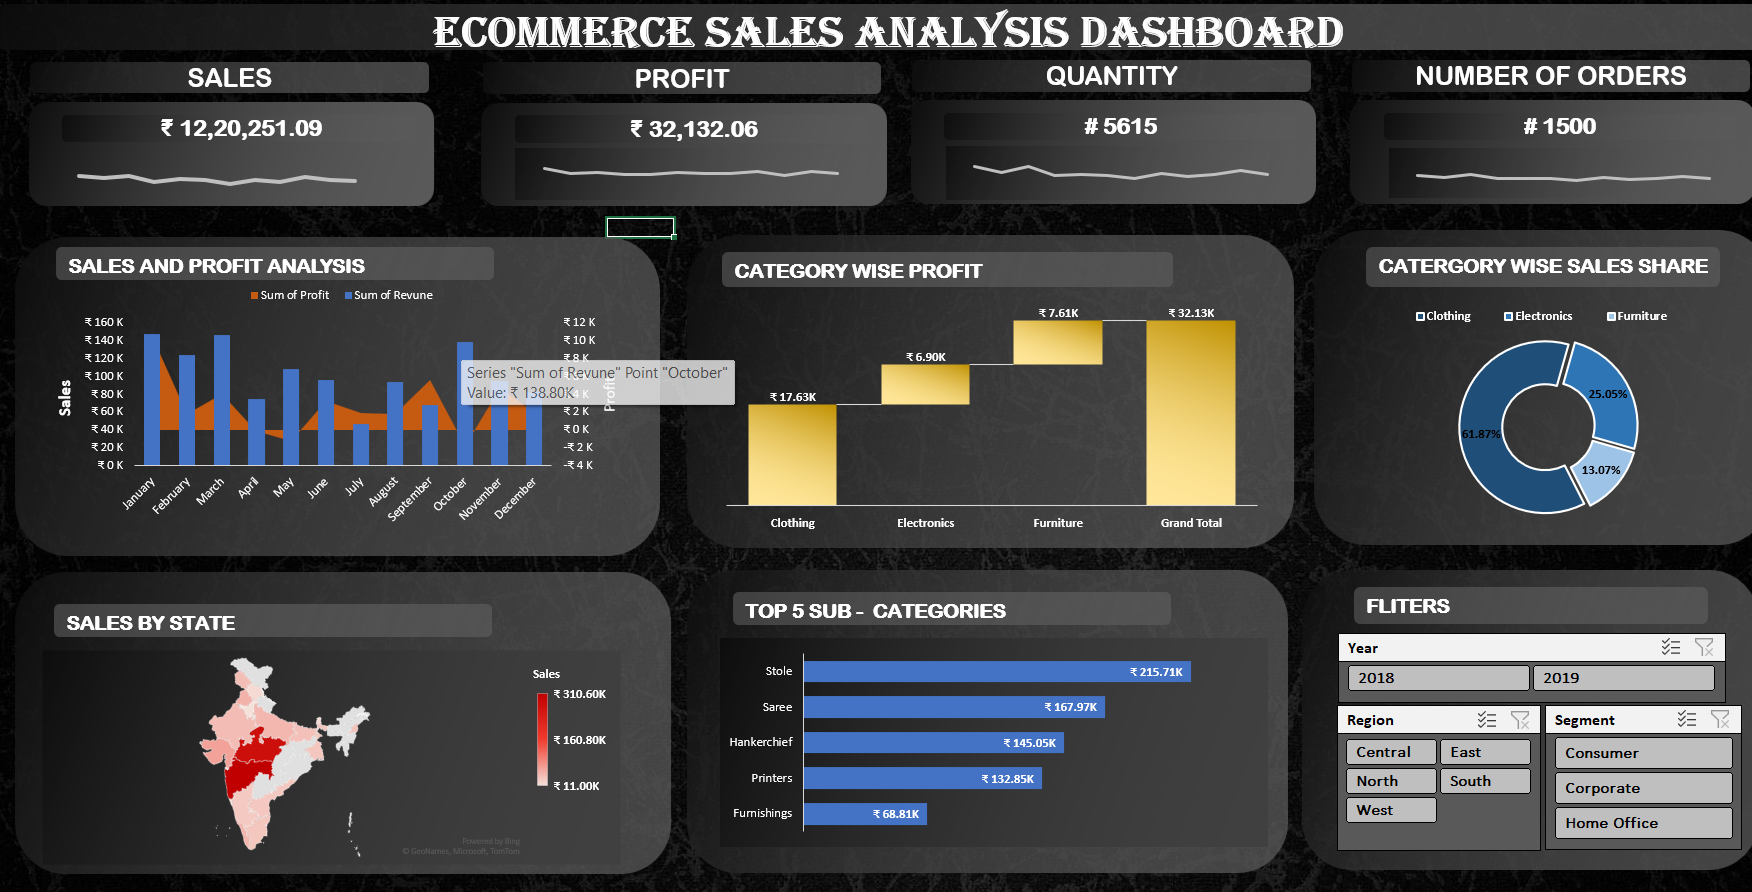 ECOMMERCE SALES ANALYSIS DASHBOARD
SALES
₹ 12,20,251.09
PROFIT
₹ 32,132.06
QUANTITY
# 5615
NUMBER OF ORDERS
# 1500
SALES AND PROFIT ANALYSIS
Sum of Profit
Sum of Revune
Sales
₹ 160 K
₹ 140 K
₹ 120 K
₹ 100 K
₹ 80 K
₹ 60 K
₹ 40 K
₹ 20 K
₹ 0 K
₹ 12 K
₹ 10 K
₹ 8 K
4 K
₹ 2 K
₹ 0 K
-₹ 2 K
-₹ 4 K
Profit
Series "Sum of Revune" Point "October"
Value: ₹ 138.80K
January
February
March
April
May
June
July
August
September
October
November
December
CATEGORY WISE PROFIT
₹ 17.63K
₹ 6.90K
₹ 7.61K
₹ 32.13K
Clothing
Electronics
Furniture
Grand Total
CATERGORY WISE SALES SHARE
Clothing
Electronics
Furniture
25.05%
61.87%
13.07%
SALES BY STATE
Sales
₹ 310.60K
₹ 160.80K
₹ 11.00K
Powered by Bing
© GeoNames, Microsoft, TomTom
TOP 5 SUB - CATEGORIES
Stole
₹ 215.71K
Saree
₹ 167.97K
Hankerchief
₹ 145.05K
Printers
₹ 132.85K
Furnishings
₹ 68.81K
FLITERS
Year
2018
2019
Region
Central
East
North
South
West
Segment
Consumer
Corporate
Home Office